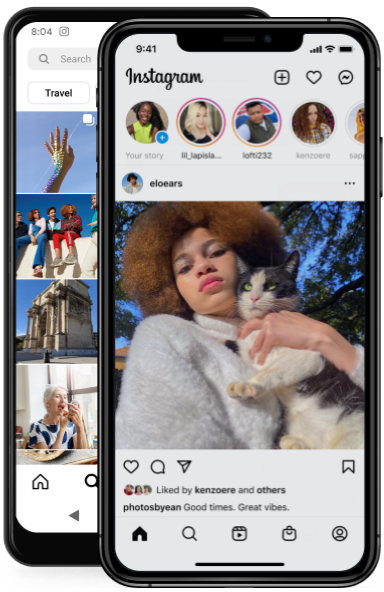 8:04
Search
Travel
9:41
Instagram
Your story lil_lapisla... lofti232 kenzoere
eloears
Liked by kenzoere and others
photosbyean Good times. Great vibes.